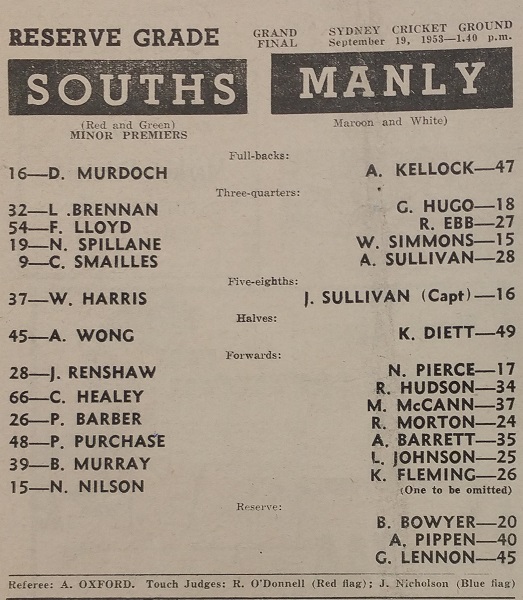 RESERVE GRADE GRAND FINAL SYDNEY CRICKET GROUND
September 19, 1953—1.40 p.m.
SOUTHS MANLY
(Red and Green) Maroon and White)
MINOR PREMIERS
Full-backs:
16—D. MURDOCH A. KELLOCK—47
Three-quarters:
32—L .BRENNAN G. HUGO—18
54—F. LLOYD R. EBB—27
19—N. SPILLANE W. SIMMONS—15
9—C. SMAILLES A. SULLIVAN—28
Five-eighths:
37—W. HARRIS J. SULLIVAN (Capt)—16
Halves:
45—A. WONG K. DIETT—49
Forwards:
28—J. RENSHAW N. PIERCE—17
66—C. HEALEY R. HUDSON—34
26—P. BARBER M. McCANN—37
48—P. PURCHASE R. MORTON—24
39—B. MURRAY A. BARRETT—35
15—N. NILSON L. JOHNSON—25
K. FLEMING—26
(One to be omitted)
Reserve:
B. BOWYER—20
A. PIPPEN—40
G. LENNON—45
Referee: A. OXFORD. Touch Judges: R. O'Donnell (Red flag); J. Nicholson (Blue flag)